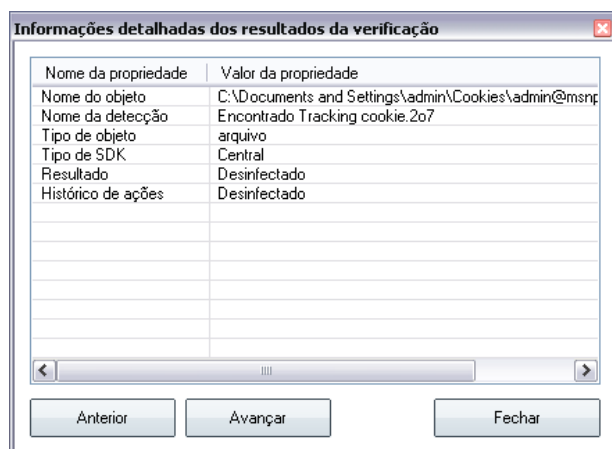 Informações detalhadas dos resultados da verificação
Nome da propriedade Valor da propriedade
Nome do objeto C:\Documents and Settings\admin\Cookies\admin@msnp
Nome da detecção Encontrado Tracking cookie.2o7
Tipo de objeto arquivo
Tipo de SDK Central
Resultado Desinfectado
Histórico de ações Desinfectado
Anterior Avançar Fechar